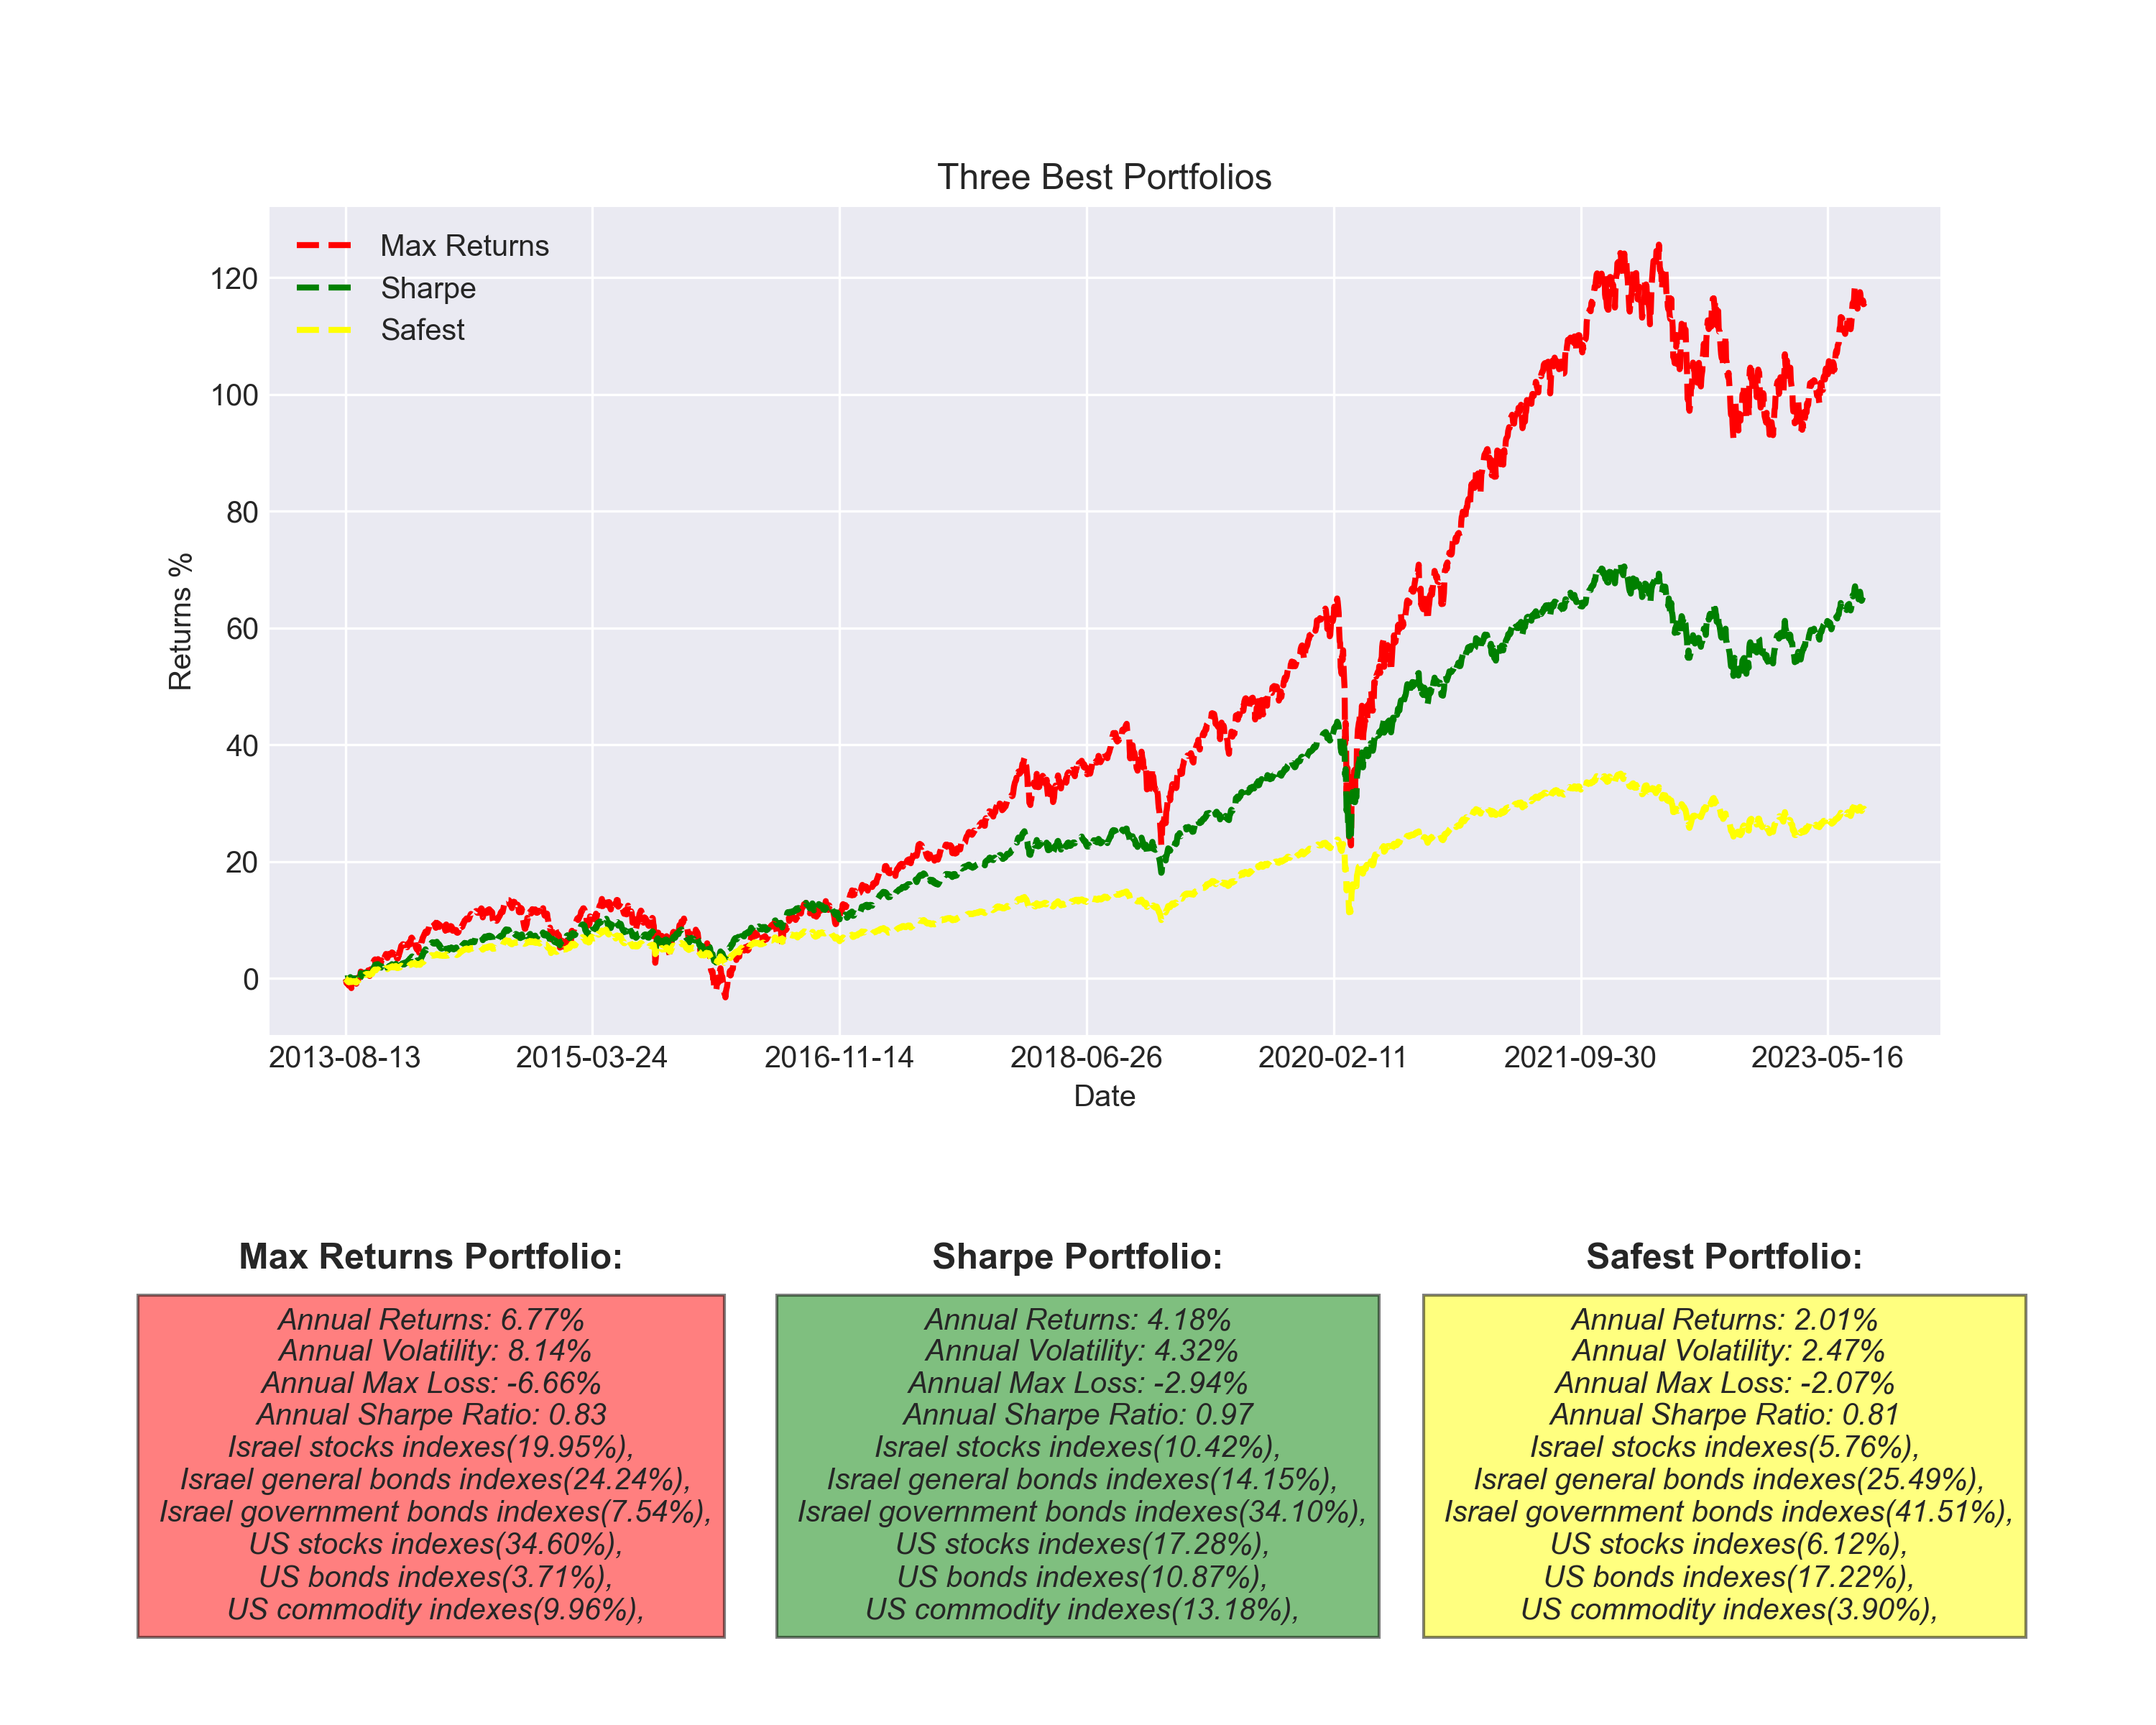 Three Best Portfolios
Max Returns
Sharpe
Safest
120
100
80
60
40
20
0
Returns %
2013-08-13 2015-03-24 2016-11-14 2018-06-26 2020-02-11 2021-09-30 2023-05-16
Date
Max Returns Portfolio:
Annual Returns: 6.77%
Annual Volatility: 8.14%
Annual Max Loss: -6.66%
Annual Sharpe Ratio: 0.83
Israel stocks indexes(19.95%),
Israel general bonds indexes(24.24%),
Israel government bonds indexes(7.54%),
US stocks indexes(34.60%),
US bonds indexes(3.71%),
US commodity indexes(9.96%),
Sharpe Portfolio:
Annual Returns: 4.18%
Annual Volatility: 4.32%
Annual Max Loss: -2.94%
Annual Sharpe Ratio: 0.97
Israel stocks indexes(10.42%),
Israel general bonds indexes(14.15%),
Israel government bonds indexes(34.10%),
US stocks indexes(17.28%),
US bonds indexes(10.87%),
US commodity indexes(13.18%),
Safest Portfolio:
Annual Returns: 2.01%
Annual Volatility: 2.47%
Annual Max Loss: -2.07%
Annual Sharpe Ratio: 0.81
Israel stocks indexes(5.76%),
Israel general bonds indexes(25.49%),
Israel government bonds indexes(41.51%),
US stocks indexes(6.12%),
US bonds indexes(17.22%),
US commodity indexes(3.90%),